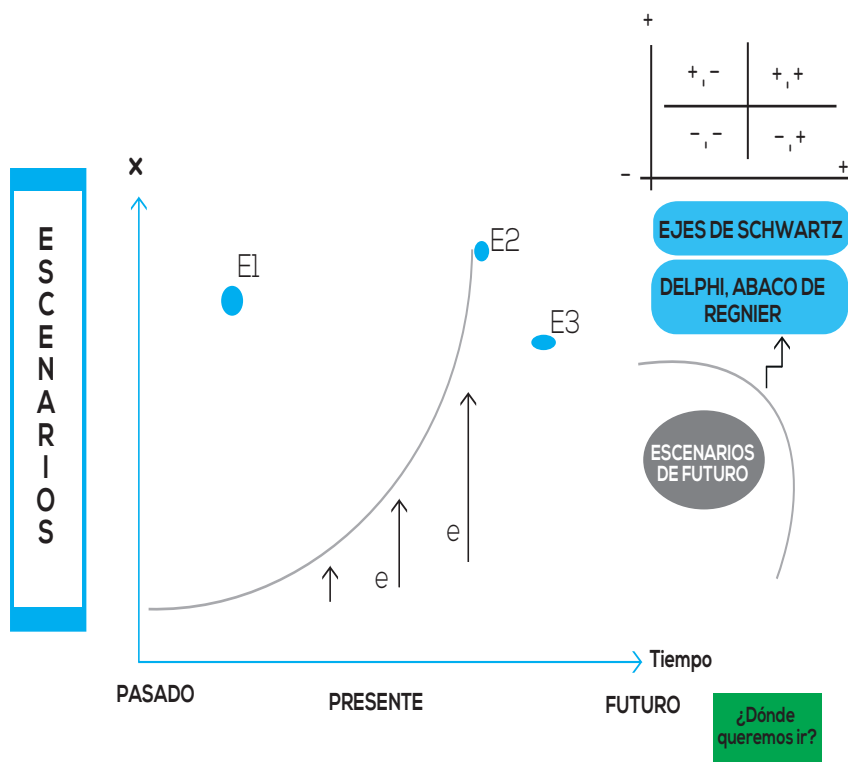 +
+,-
+,+
-,-
-,+
-
+
ESCENARIOS
x
E1
E2
E3
e
e
EJES DE SCHWARTZ
DELPHI, ABACO DE
REGNIER
ESCENARIOS
DE FUTURO
Tiempo
PASADO
PRESENTE
FUTURO
¿Dónde
queremos ir?